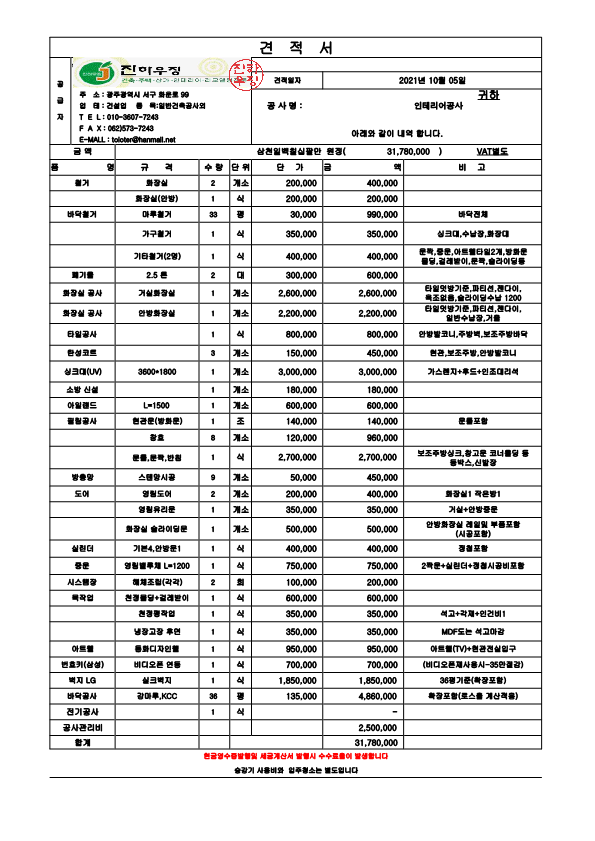 견 적 서
공
급
자
진하우징
건축·주택·상가·인테리어·리모델링전문
진하
우징
주 소 : 광주광역시 서구 화운로 99
업 태 : 건설업 종 목:일반건축공사외
T E L : 010-3607-7243
F A X : 062)573-7243
E-MALL : toloter@hanmail.net
견적일자 2021년 10월 05일
귀하
공 사 명 : 인테리어공사
아래와 같이 내역 합니다.
금 액 삼천일백칠십팔만 원정( 31,780,000 ) VAT별도
품 명 규 격 수 량 단 위 단 가 금 액 비 고
철거 화장실 2 개소 200,000 400,000
화장실(안방) 1 식 200,000 200,000
바닥철거 마루철거 33 평 30,000 990,000 바닥전체
가구철거 1 식 350,000 350,000 싱크대,수납장,화장대
기타철거(2명) 1 식 400,000 400,000 문짝,중문,아트월타일2개,방화문
몰딩,걸레받이,문짝,슬라이딩등
폐기물 2.5 톤 2 대 300,000 600,000
화장실 공사 거실화장실 1 개소 2,600,000 2,600,000 타일덧방기준,파티션,젠다이,
욕조없음,슬라이딩수납 1200
화장실 공사 안방화장실 1 개소 2,200,000 2,200,000 타일덧방기준,파티션,젠다이,
일반수납장,거울
타일공사 1 식 800,000 800,000 안방발코니,주방벽,보조주방바닥
탄성코트 3 개소 150,000 450,000 현관,보조주방,안방발코니
싱크대(UV) 3600*1800 1 개소 3,000,000 3,000,000 가스렌지+후드+인조대리석
소방 신설 1 개소 180,000 180,000
아일랜드 L=1500 1 개소 600,000 600,000
필림공사 현관문(방화문) 1 조 140,000 140,000 문틀포함
창호 8 개소 120,000 960,000
문틀,문짝,반침 1 식 2,700,000 2,700,000 보조주방싱크,창고문 코너몰딩 등
등박스,신발장
방충망 스텐망시공 9 개소 50,000 450,000
도어 영림도어 2 개소 200,000 400,000 화장실1 작은방1
영림유리문 1 개소 350,000 350,000 거실+안방중문
화장실 슬라이딩문 1 개소 500,000 500,000 안방화장실 레일및 부품포함
(시공포함)
실린더 기본4,안방문1 1 식 400,000 400,000 경첩포함
중문 영림벨루체 L=1200 1 식 750,000 750,000 2짝문+실린더+경첩시공비포함
시스템장 해체조립(각각) 2 회 100,000 200,000
목작업 천정몰딩+걸레받이 1 식 600,000 600,000
천정평작업 1 식 350,000 350,000 석고+각재+인건비1
냉장고장 후면 1 식 350,000 350,000 MDF또는 석고마감
아트월 동화디자인월 1 식 950,000 950,000 아트월(TV)+현관전실입구
번호키(삼성) 비디오폰 연동 1 식 700,000 700,000 (비디오폰재사용시-35만절감)
벽지 LG 실크벽지 1 식 1,850,000 1,850,000 36평기준(확장포함)
바닥공사 강마루,KCC 36 평 135,000 4,860,000 확장포함(로스율 계산적용)
전기공사 1 식 -
공사관리비 2,500,000
합계 31,780,000
현금영수증발행및 세금계산서 발행시 수수료율이 발생합니다
승강기 사용비와 입주청소는 별도입니다